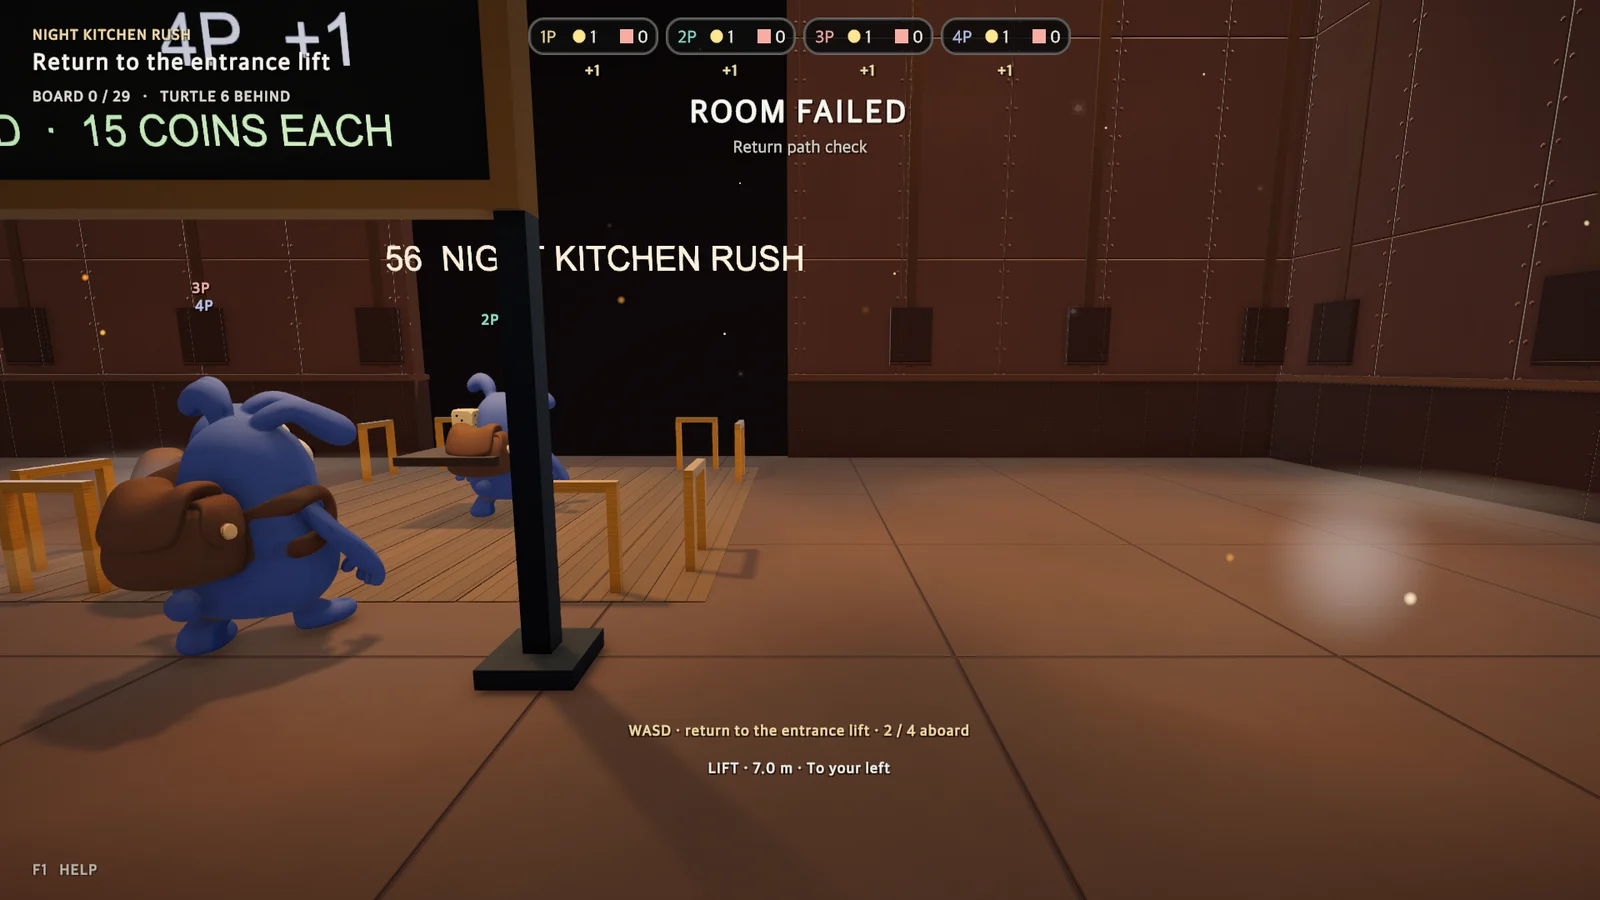 4P +1
NIGHT KITCHEN RUSH
Return to the entrance lift
BOARD 0 / 29 · TURTLE 6 BEHIND
D · 15 COINS EACH
1P 1 0
2P 1 0
3P 1 0
4P 1 0
+1
+1
+1
+1
ROOM FAILED
Return path check
56 NIG T KITCHEN RUSH
3P
4P
2P
WASD · return to the entrance lift · 2 / 4 aboard
LIFT · 7.0 m · To your left
F1 HELP